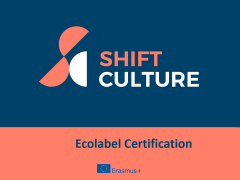 SHIFT
CULTURE
Ecolabel Certification
Erasmus+